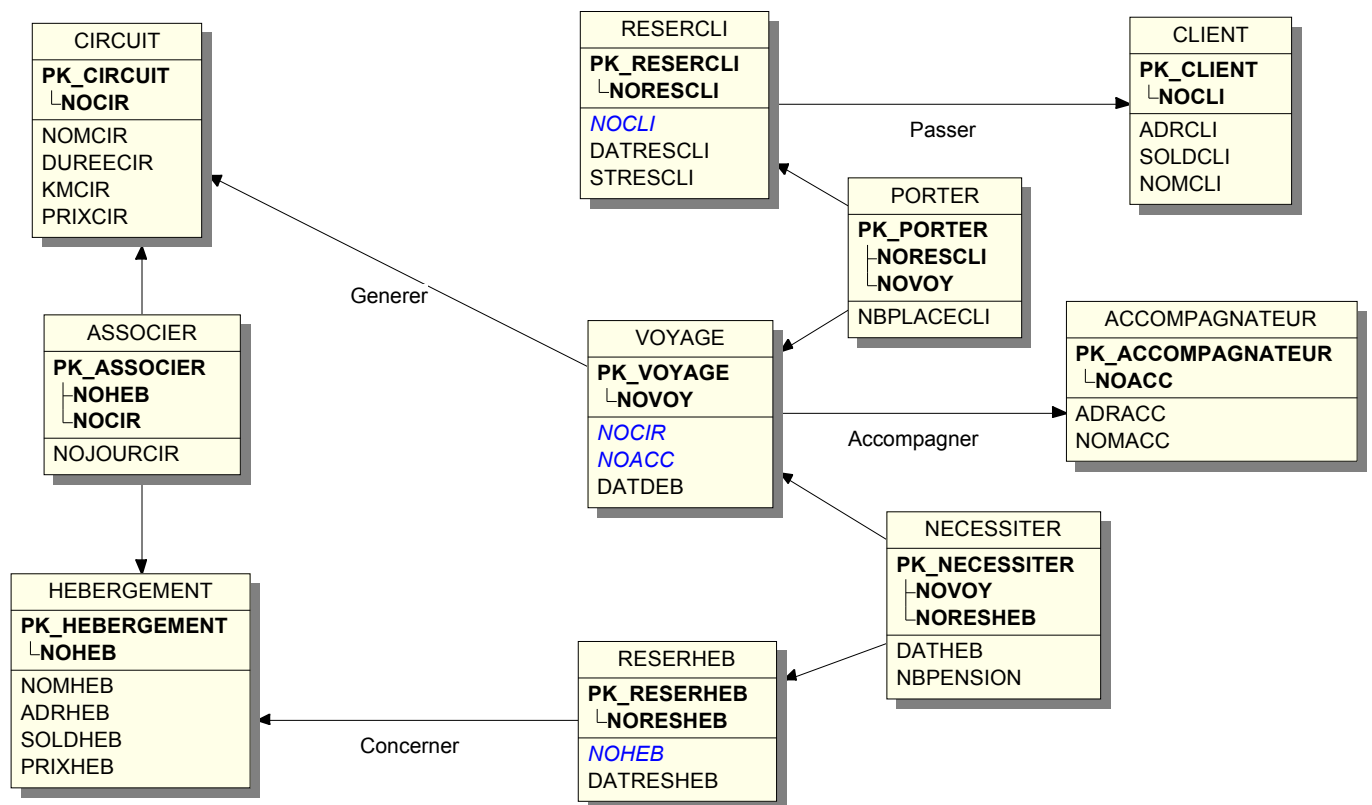 CIRCUIT
PK_CIRCUIT
NOCIR
NOMCIR
DUREECIR
KMCIR
PRIXCIR
RESERCLI
PK_RESERCLI
NORESCLI
NOCLI
DATRESCLI
STRESCLI
Passer
CLIENT
PK_CLIENT
NOCLI
ADRCLI
SOLDCLI
NOMCLI
PORTER
PK_PORTER
NORESCLI
NOVOY
NBPLACECLI
Generer
ASSOCIER
PK_ASSOCIER
NOHEB
NOCIR
NOJOURCIR
VOYAGE
PK_VOYAGE
NOVOY
NOCIR
NOACC
DATDEB
Accompagner
ACCOMPAGNATEUR
PK_ACCOMPAGNATEUR
NOACC
ADRACC
NOMACC
NECESSITER
PK_NECESSITER
NOVOY
NORESHEB
DATHEB
NBPENSION
HEBERGEMENT
PK_HEBERGEMENT
NOHEB
NOMHEB
ADRHEB
SOLDHEB
PRIXHEB
Concerner
RESERHEB
PK_RESERHEB
NORESHEB
NOHEB
DATRESHEB